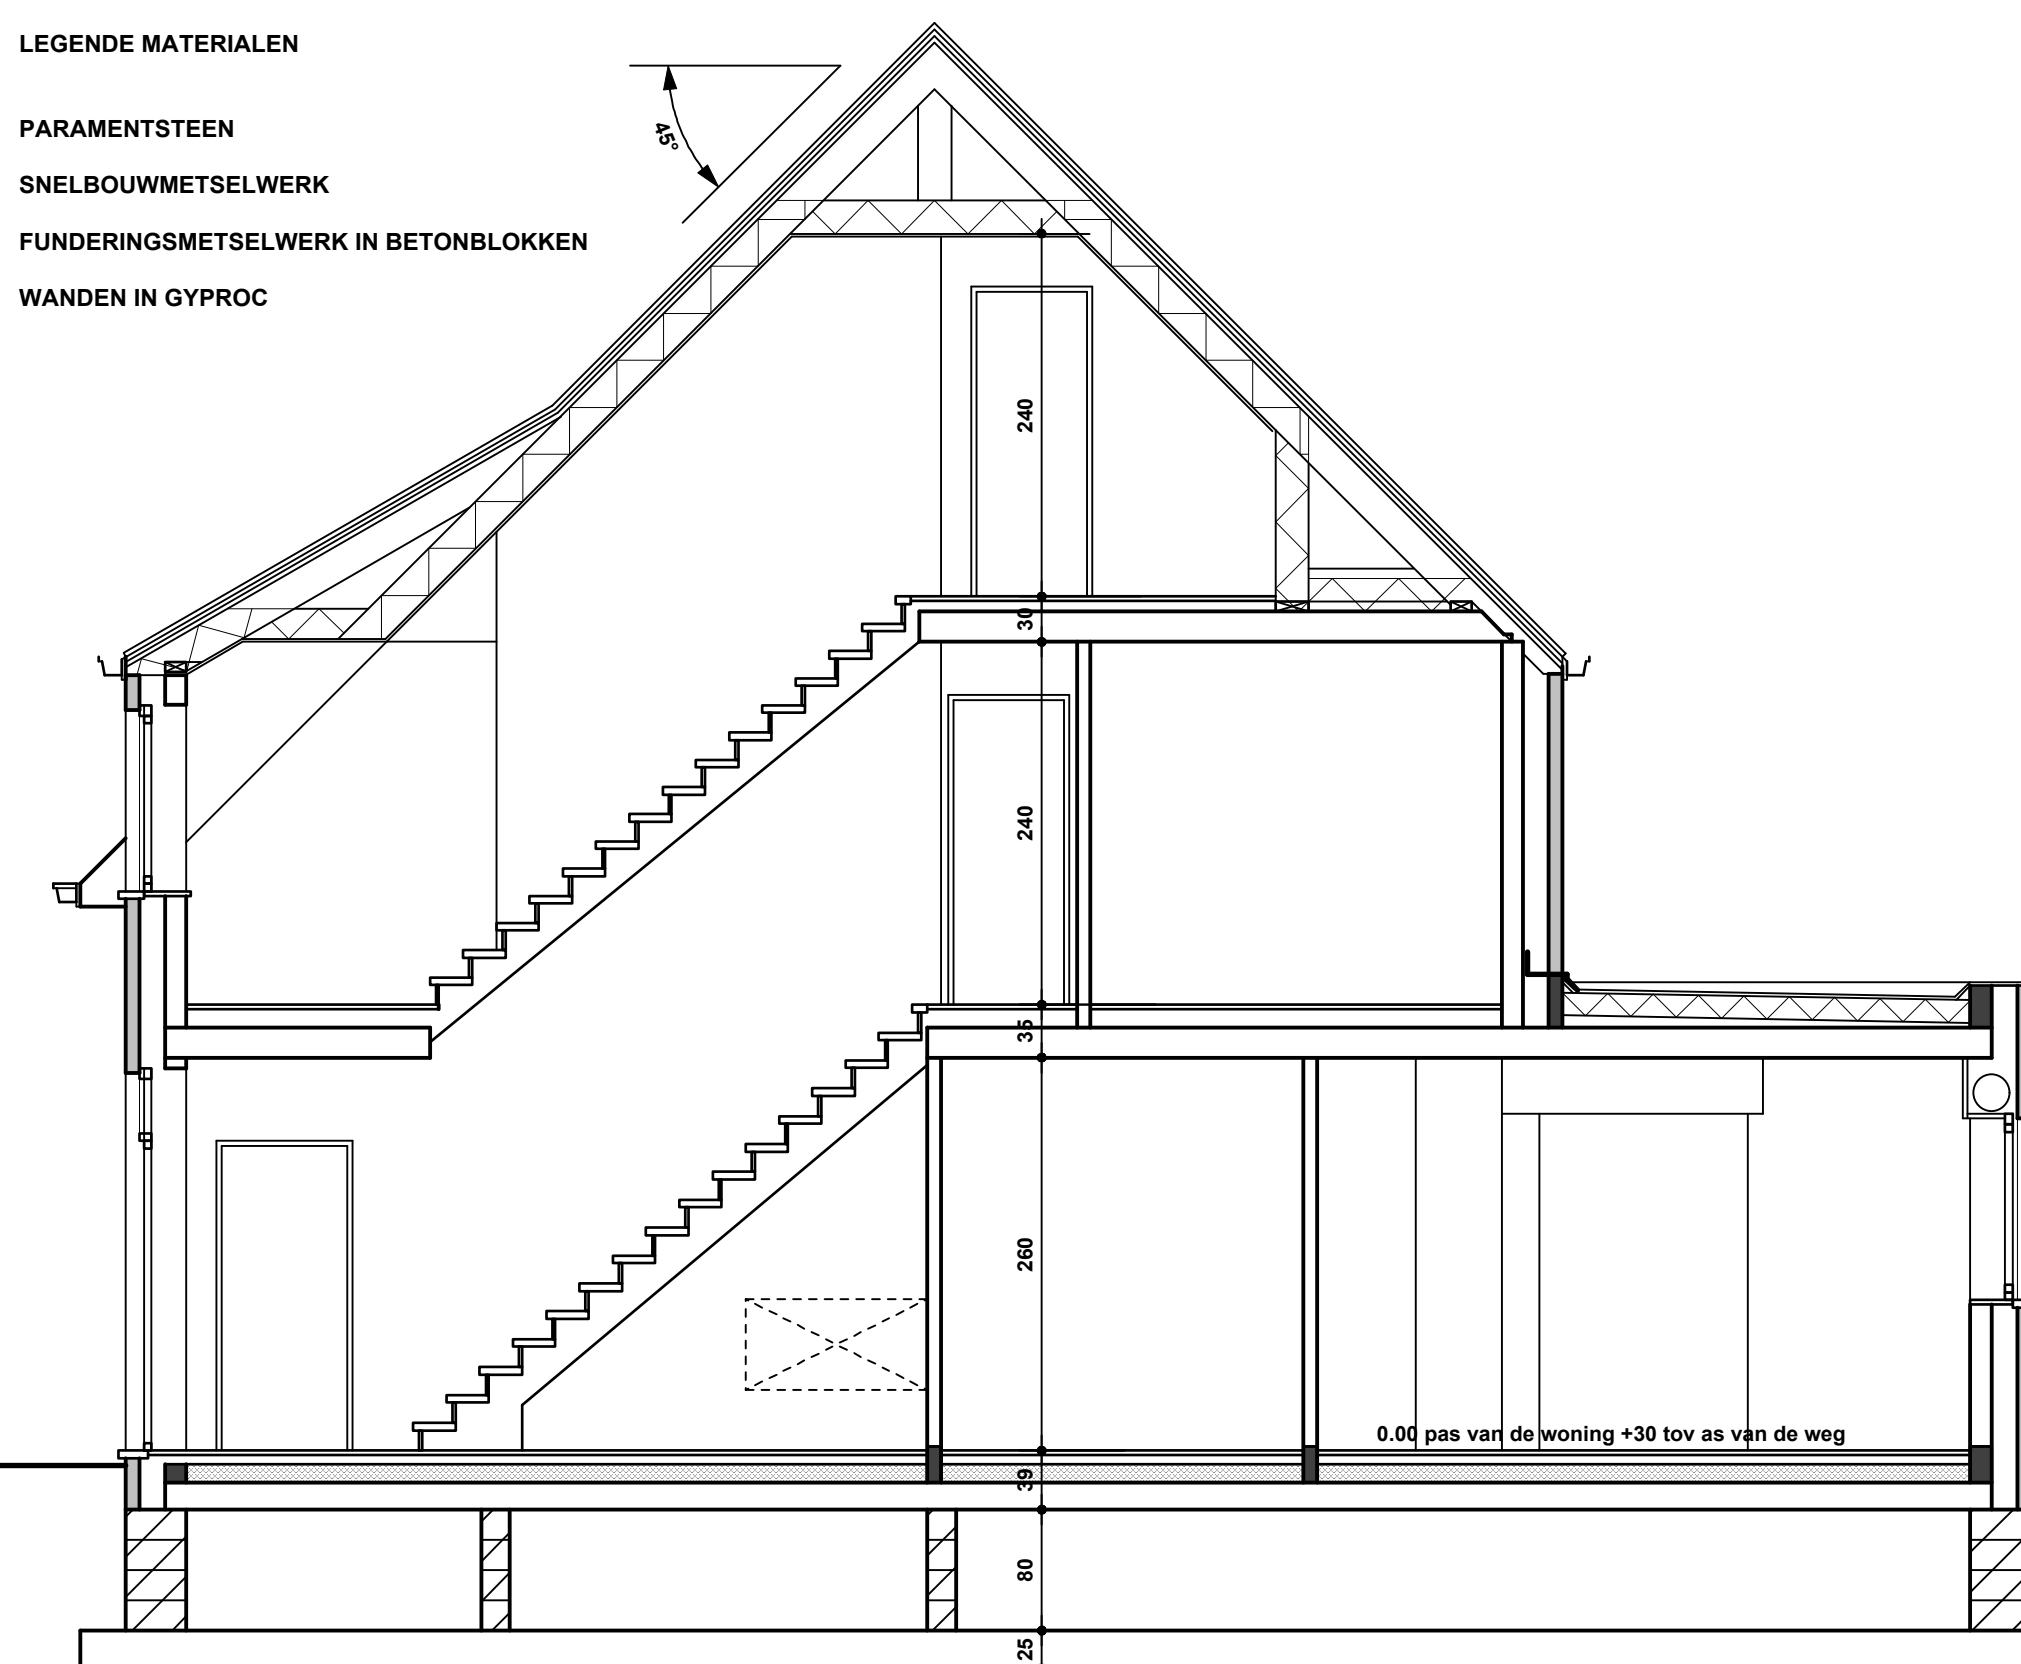 LEGENDE MATERIALEN
PARAMENTSTEEN
SNELBOUWMETSELWERK
FUNDERINGSMETSELWERK IN BETONBLOKKEN
WANDEN IN GYPROC
45°
240
30
240
35
260
0.00 pas van de woning +30 tov as van de weg
39
80
25